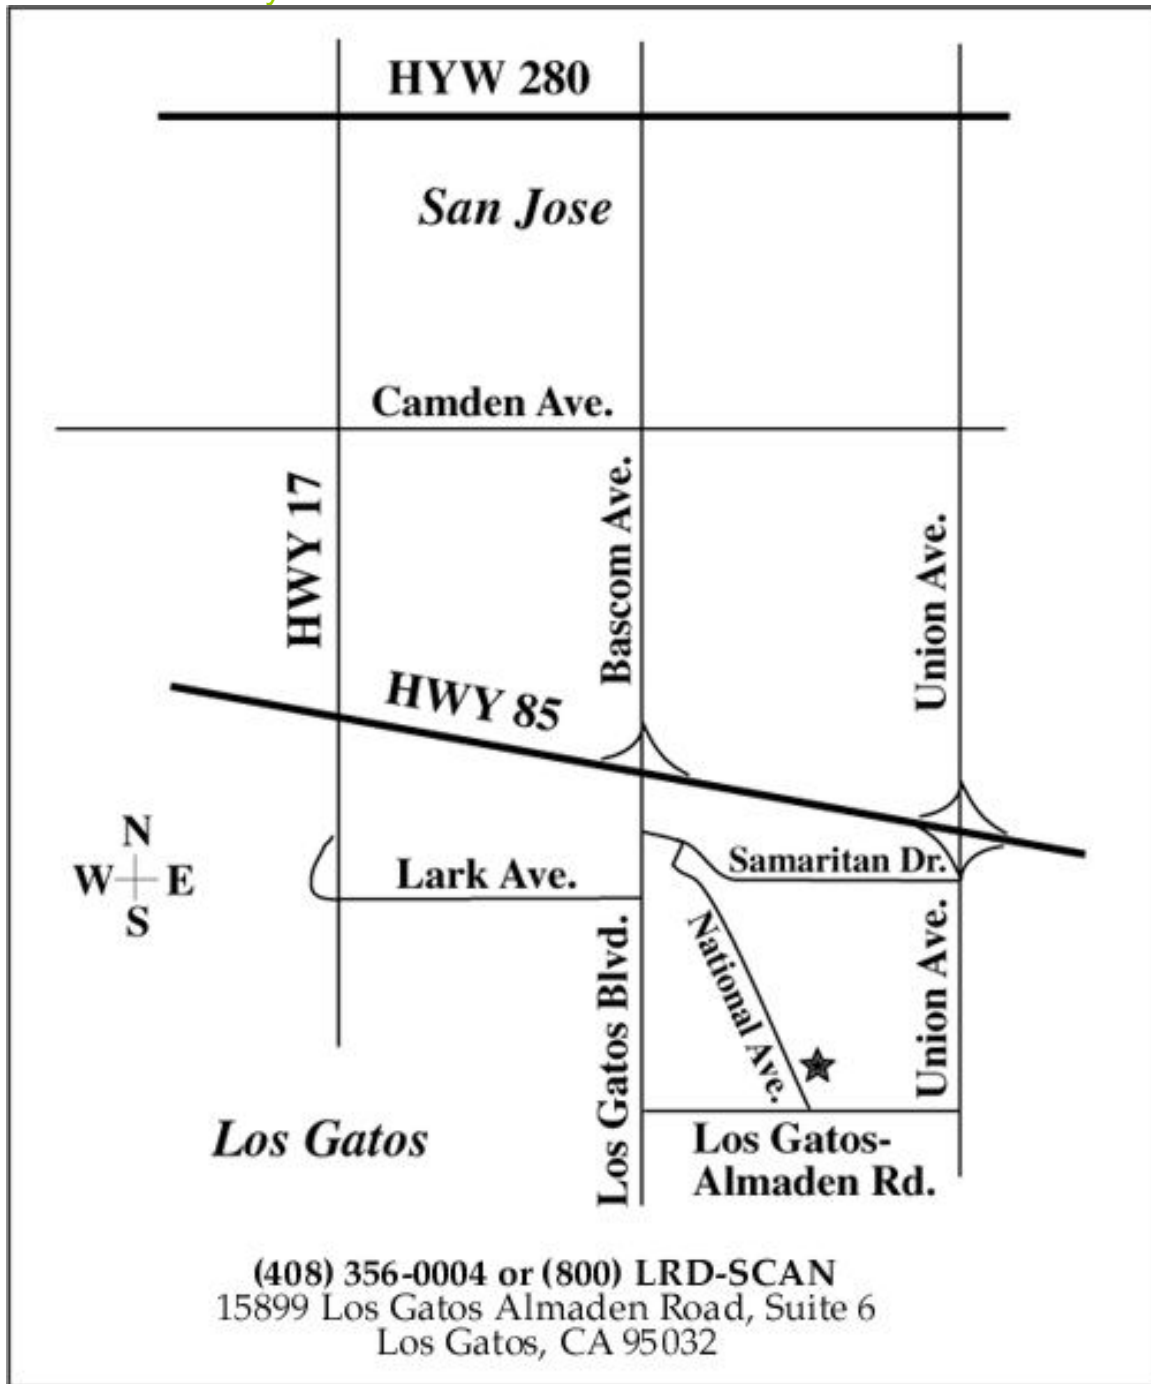 HYW 280
San Jose
Camden Ave.
HWY 17
Bascom Ave.
Union Ave.
HWY 85
N
W E
S
Lark Ave.
Samaritan Dr.
National Ave.
Los Gatos Blvd.
Union Ave.
Los Gatos
Los Gatos-
Almaden Rd.
(408) 356-0004 or (800) LRD-SCAN
15899 Los Gatos Almaden Road, Suite 6
Los Gatos, CA 95032